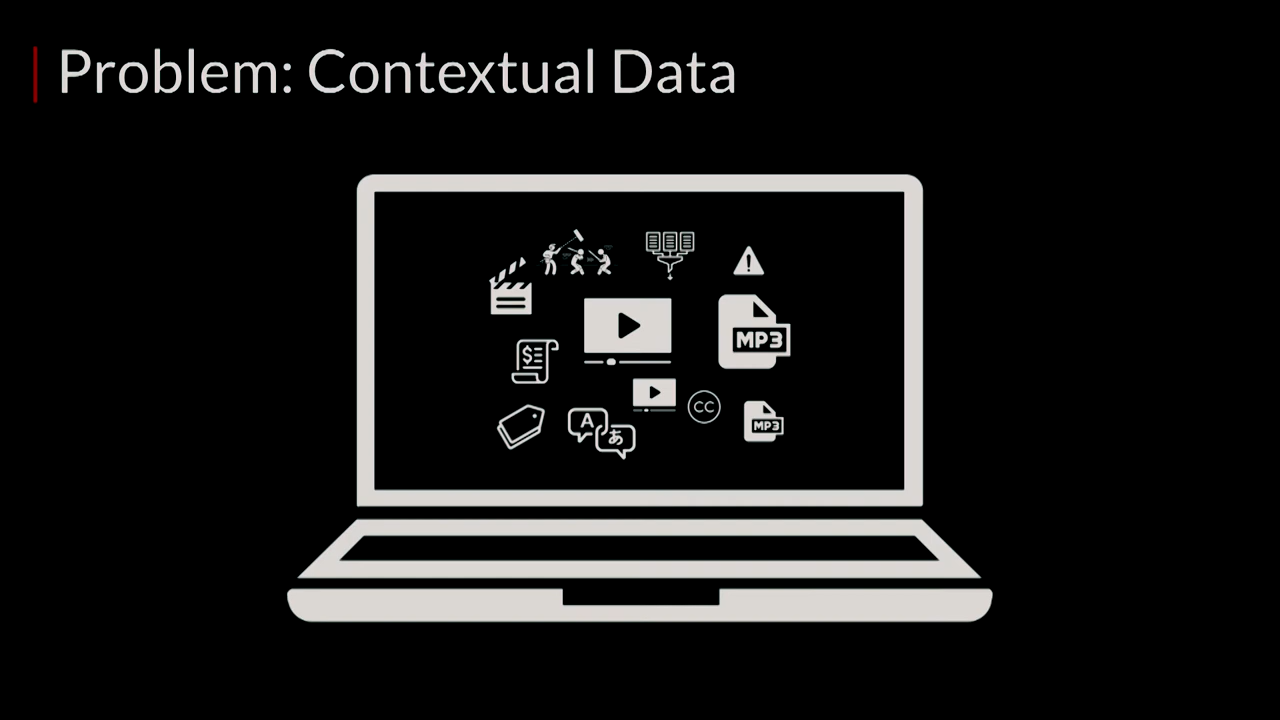 Problem: Contextual Data
MP3
$
CC
A
あ
MP3